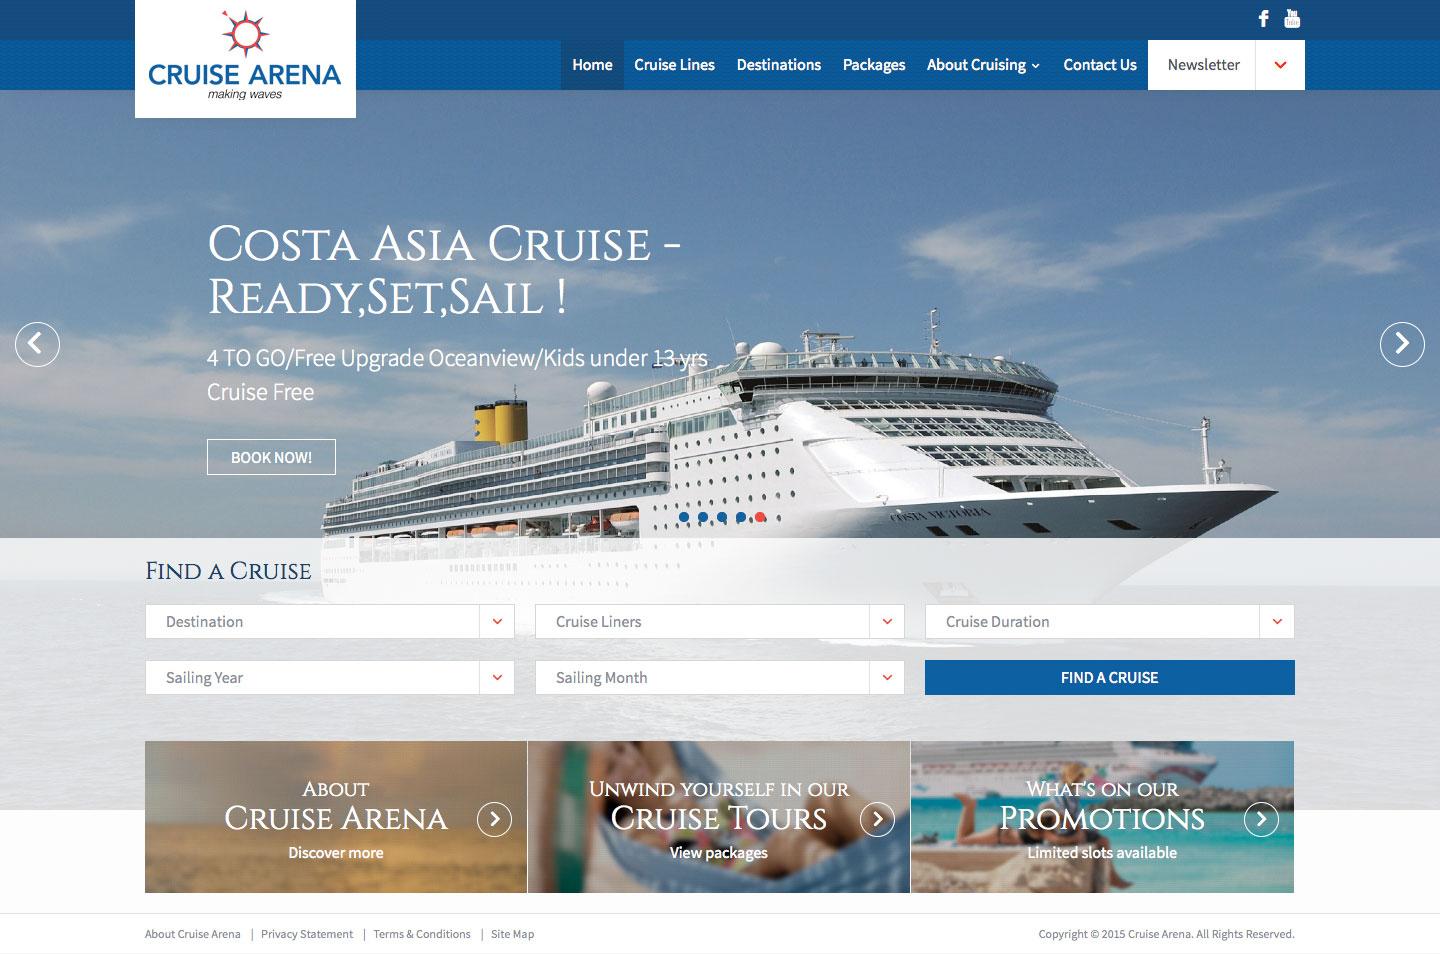 You
Tube
CRUISE ARENA
making waves
Home
Cruise Lines
Destinations
Packages
About Cruising
Contact Us
Newsletter
Costa Asia Cruise -
Ready,Set,Sail !
4 TO GO/Free Upgrade Oceanview/Kids under 13 yrs
Cruise Free
BOOK NOW!
COSTA VICTORIA
Find a Cruise
Destination
Cruise Liners
Cruise Duration
Sailing Year
Sailing Month
FIND A CRUISE
About
Cruise Arena
Discover more
Unwind yourself in our
Cruise Tours
View packages
What's on our
Promotions
Limited slots available
About Cruise Arena | Privacy Statement | Terms & Conditions | Site Map
Copyright © 2015 Cruise Arena. All Rights Reserved.